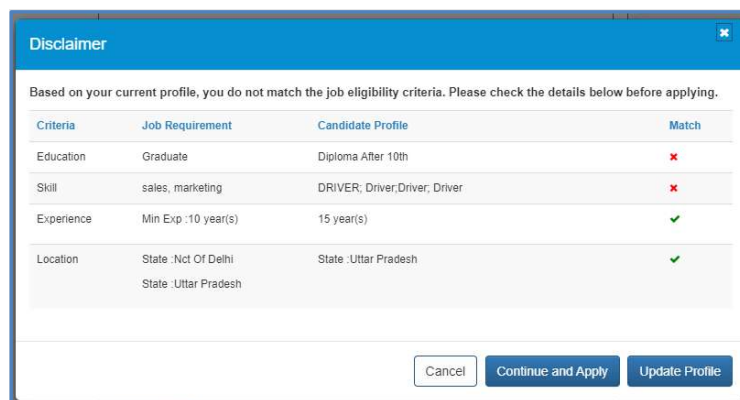 Disclaimer
Based on your current profile, you do not match the job eligibility criteria. Please check the details below before applying.
Criteria Job Requirement Candidate Profile Match
Education Graduate Diploma After 10th
Skill sales, marketing DRIVER; Driver;Driver; Driver
Experience Min Exp :10 year(s) 15 year(s)
Location State :Nct Of Delhi State :Uttar Pradesh
State :Uttar Pradesh
Cancel Continue and Apply Update Profile